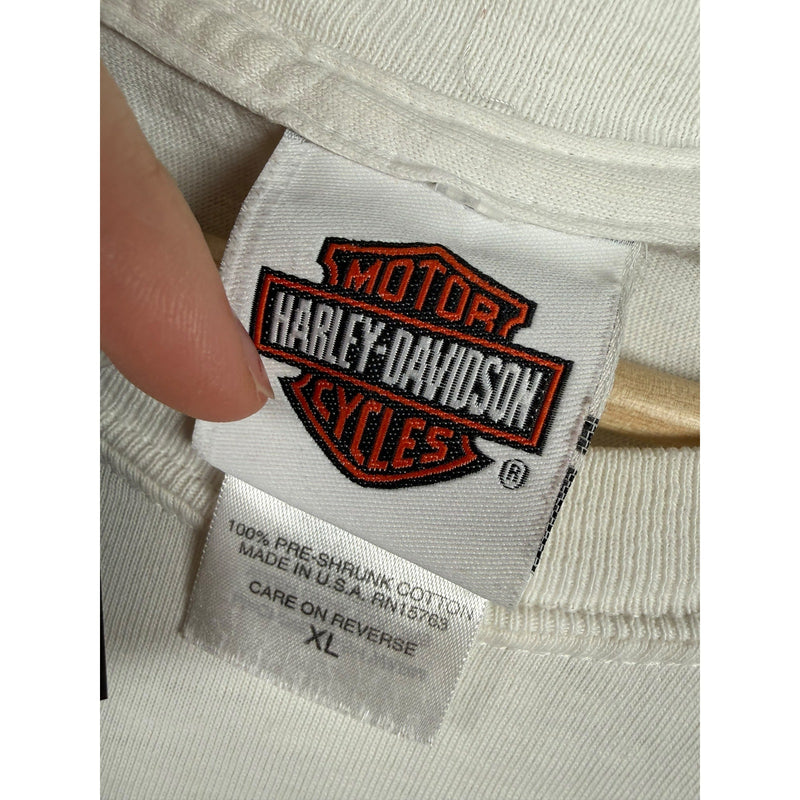 MOTOR
HARLEY-DAVIDSON
CYCLES
®
100% PRE-SHRUNK COTTON
MADE IN U.S.A. RN15763
CARE ON REVERSE
XL